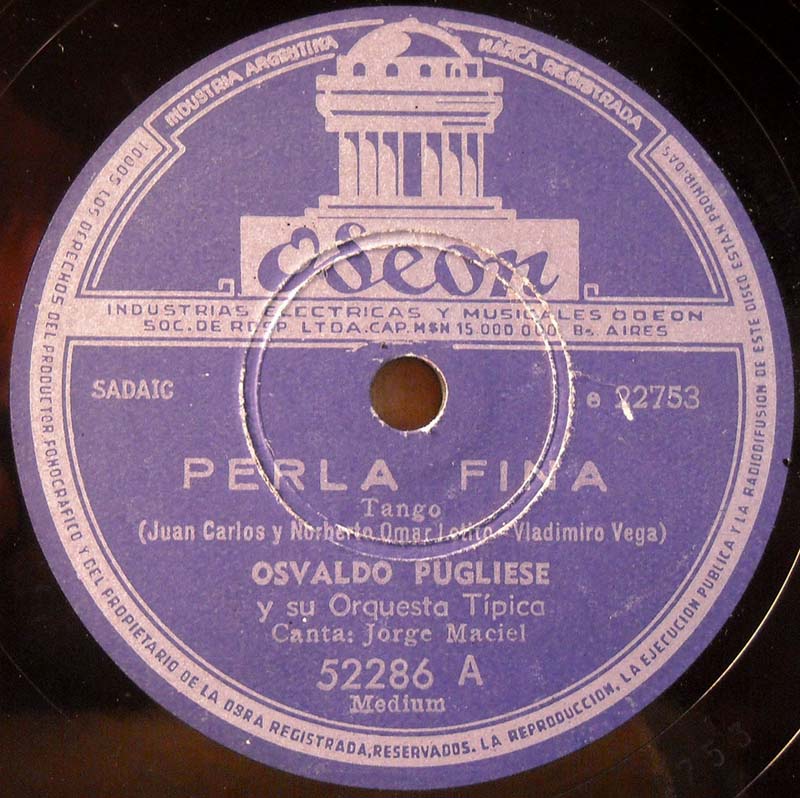 INDUSTRIA ARGENTINA
MARCA REGISTRADA
Odeon
INDUSTRIAS ELECTRICAS Y MUSICALES ODEON
SOC. DE RESP. LTDA. CAP. M$N 15.000.000. Bs. AIRES
SADAIC
e 22753
PERLA FINA
Tango
(Juan Carlos y Norberto Omar Vladimiro Vega)
OSVALDO PUGLIESE
y su Orquesta Típica
Canta: Jorge Maciel
52286 A
Medium
TODOS LOS DERECHOS DEL PRODUCTOR FONOGRAFICO Y DEL PROPIETARIO DE LA OBRA REGISTRADA, RESERVADOS. LA REPRODUCCION, LA EJECUCION PUBLICA Y LA RADIODIFUSION DE ESTE DISCO ESTAN PROHIBIDAS
753